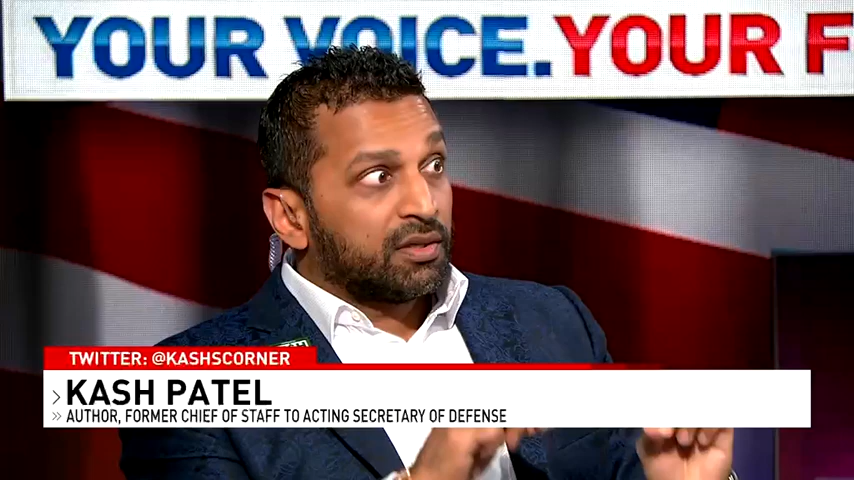 YOUR VOICE. YOUR F
TWITTER: @KASHSCORNER
KASH PATEL
AUTHOR, FORMER CHIEF OF STAFF TO ACTING SECRETARY OF DEFENSE